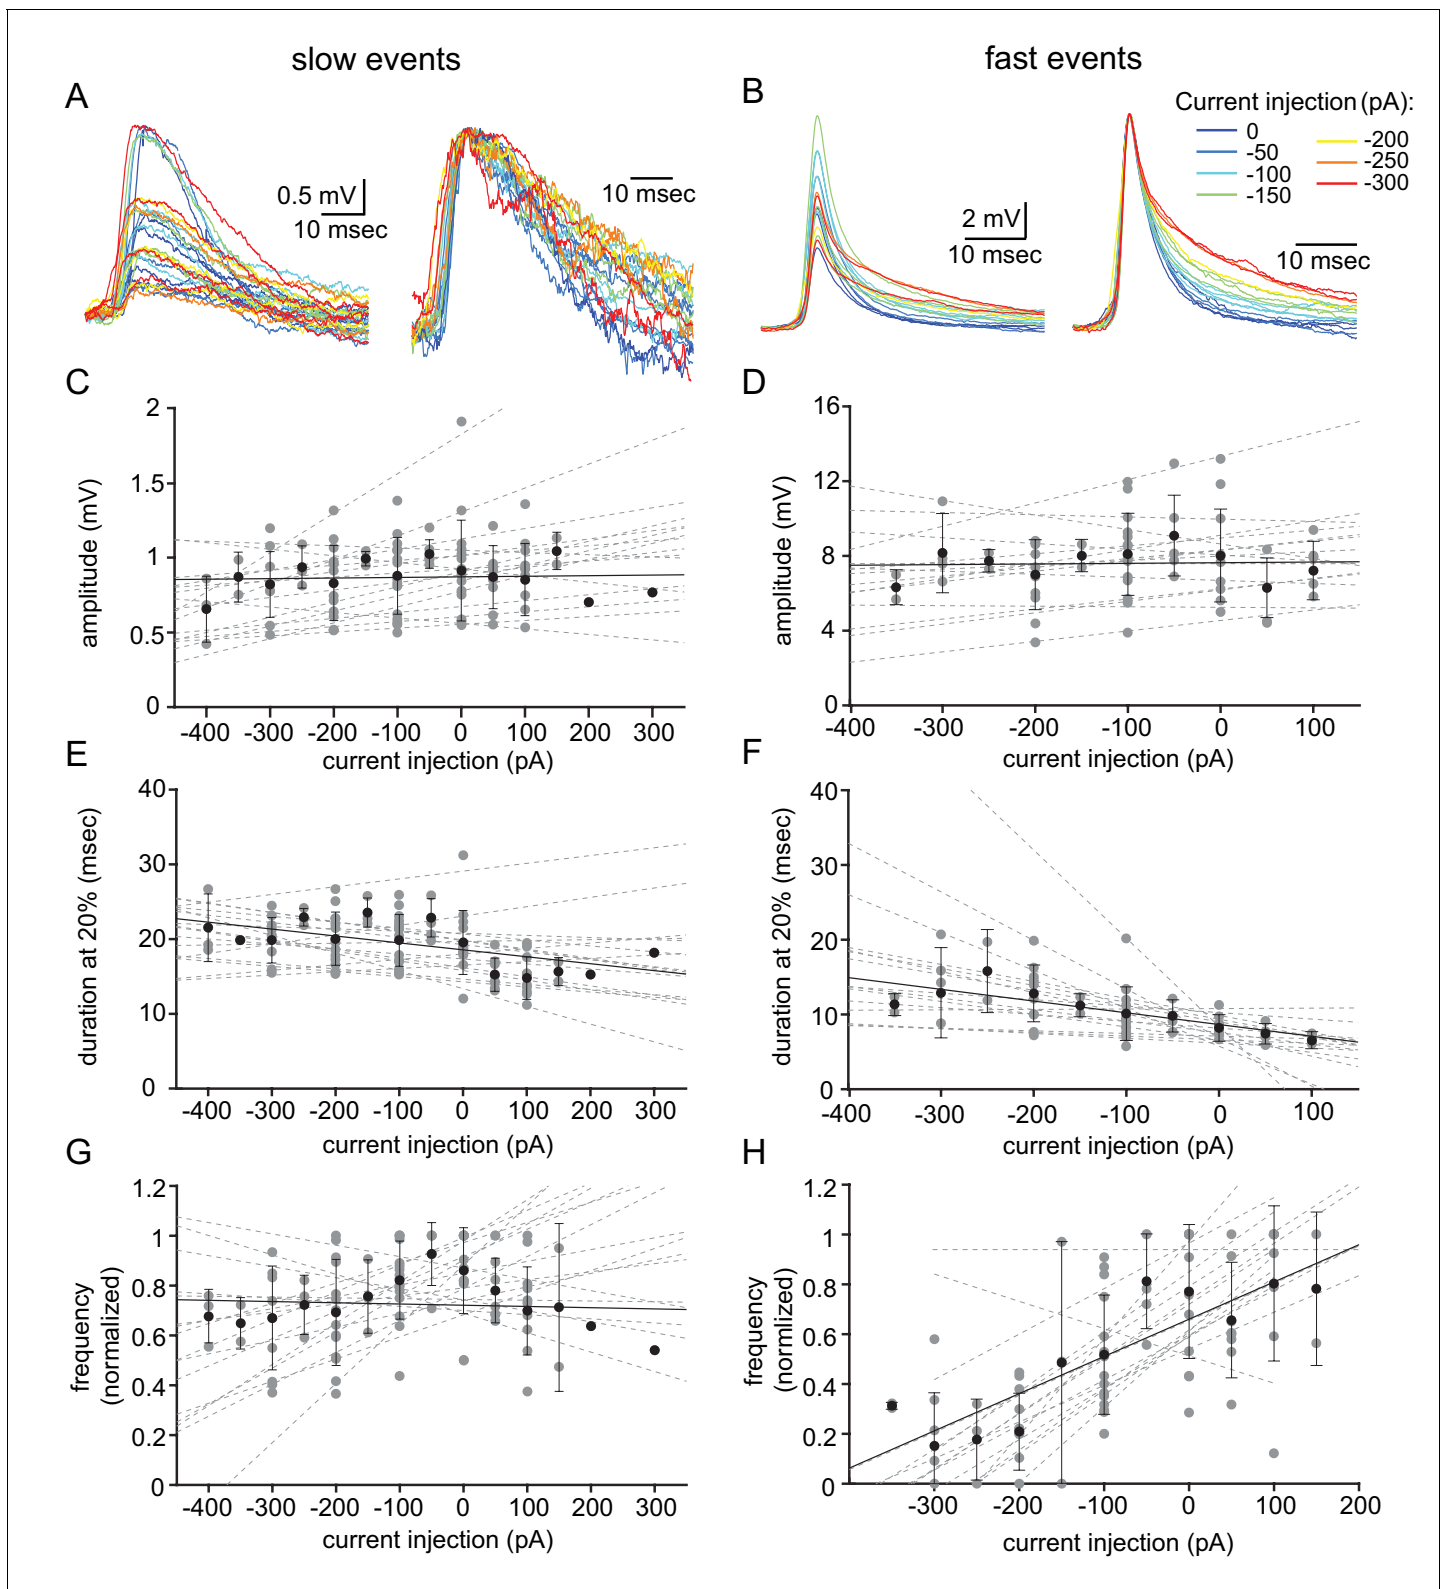 slow events
fast events
A
B
Current injection (pA):
0
-50
-100
-150
-200
-250
-300
0.5 mV
10 msec
10 msec
2 mV
10 msec
10 msec
C
2
1.5
1
0.5
0
amplitude (mV)
-400 -300 -200 -100 0 100 200 300
current injection (pA)
D
16
12
8
4
0
amplitude (mV)
-400 -300 -200 -100 0 100
current injection (pA)
E
40
30
20
10
0
duration at 20% (msec)
-400 -300 -200 -100 0 100 200 300
current injection (pA)
F
40
30
20
10
0
duration at 20% (msec)
-400 -300 -200 -100 0 100
current injection (pA)
G
1.2
1
0.8
0.6
0.4
0.2
0
frequency
(normalized)
-400 -300 -200 -100 0 100 200 300
current injection (pA)
H
1.2
1
0.8
0.6
0.4
0.2
0
frequency
(normlized)
-300 -200 -100 0 100 200
current injection (pA)